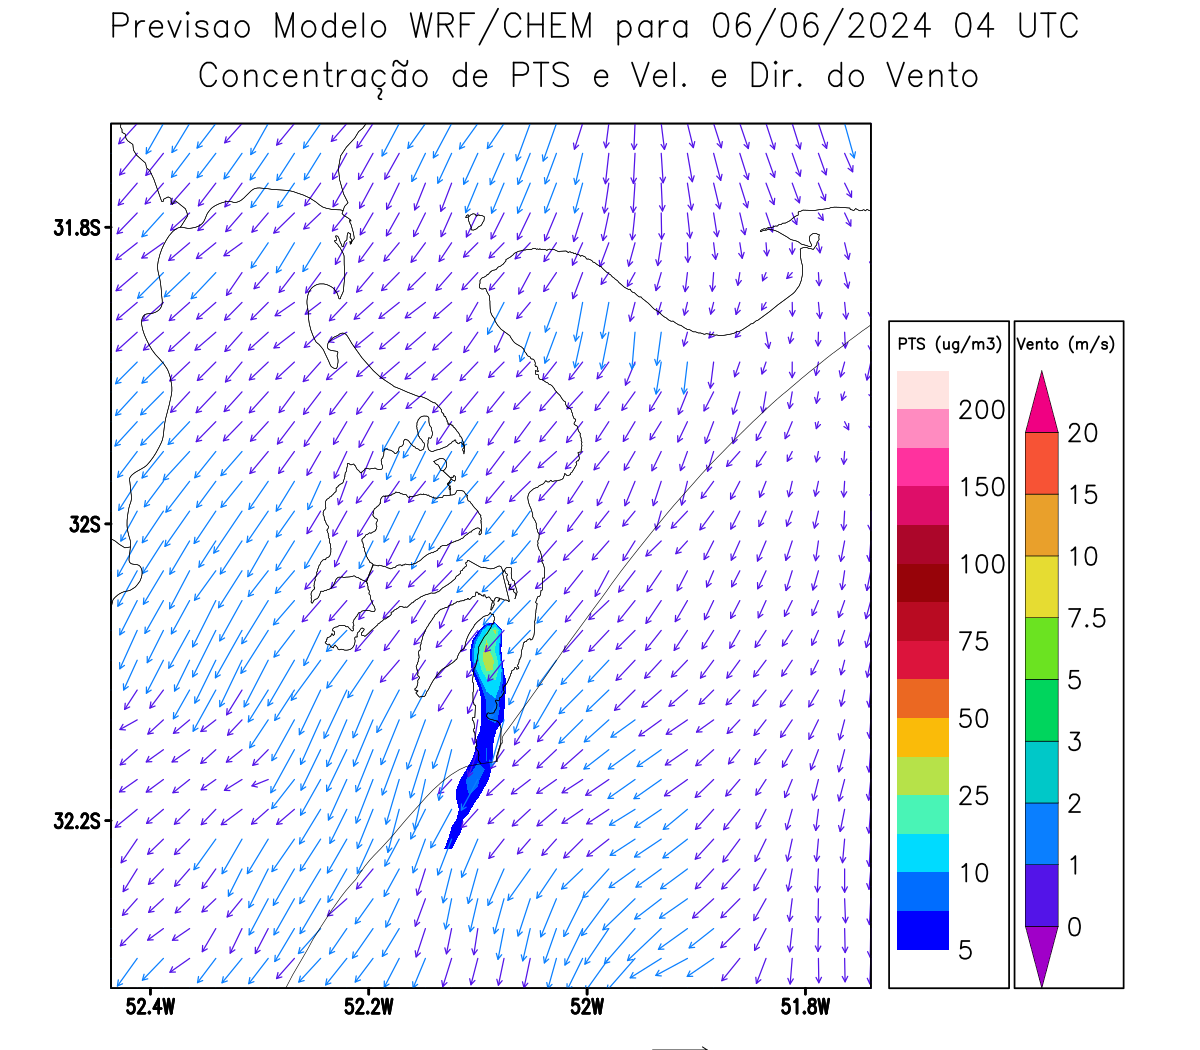 Previsao Modelo WRF/CHEM para 06/06/2024 04 UTC
Concentração de PTS e Vel. e Dir. do Vento
31.8S
32S
32.2S
52.4W
52.2W
52W
51.8W
PTS (ug/m3)
200
150
100
75
50
25
10
5
Vento (m/s)
20
15
10
7.5
5
3
2
1
0